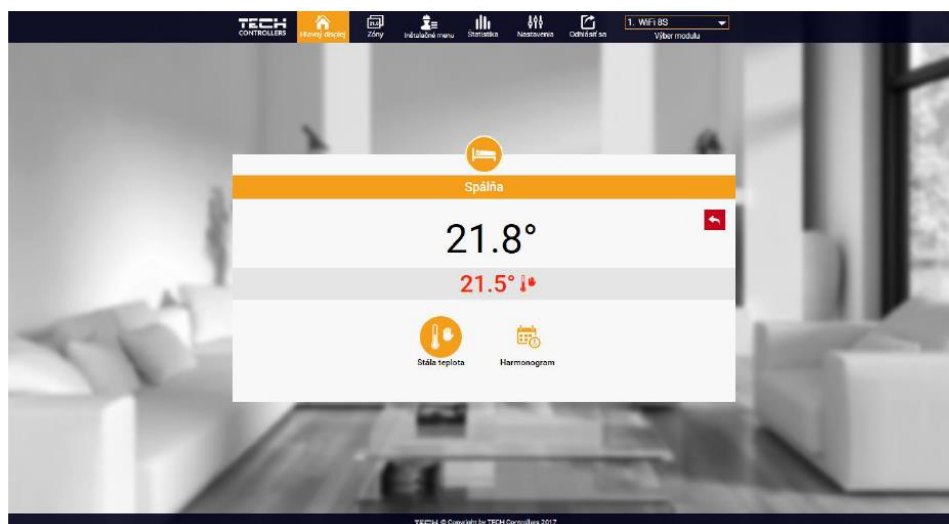 TECH
CONTROLLERS
Hlavný displej
Zóny
Inštalačné menu
Štatistika
Nastavenia
Odhlásiť sa
1. WiFi 8S
Výber modulu
Spálňa
21.8°
21.5°
Stála teplota
Harmonogram
TECH © Copyright by TECH Controllers 2017